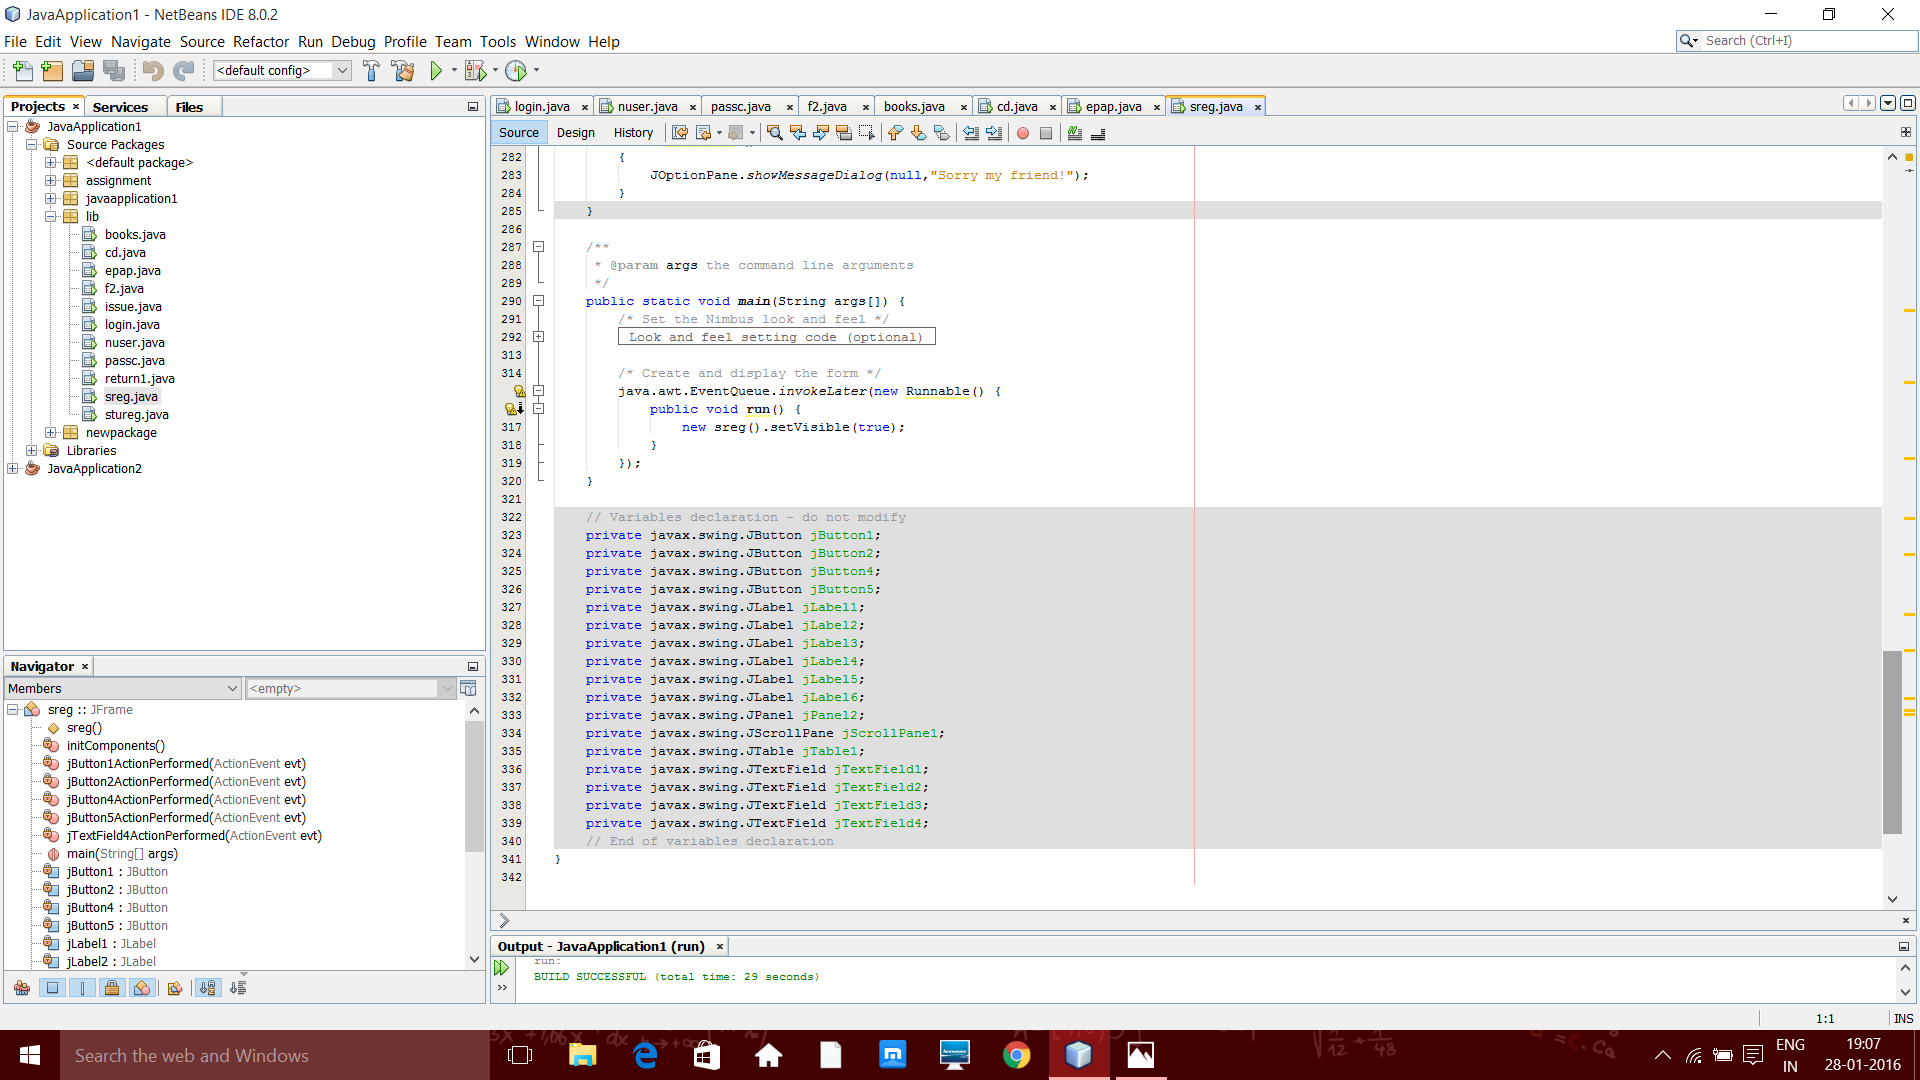 JavaApplication1 - NetBeans IDE 8.0.2
File Edit View Navigate Source Refactor Run Debug Profile Team Tools Window Help
Search (Ctrl+I)
<default config>
Projects × Services Files
JavaApplication1
Source Packages
<default package>
assignment
javaapplication1
lib
books.java
cd.java
epap.java
f2.java
issue.java
login.java
nuser.java
passc.java
return1.java
sreg.java
stureg.java
newpackage
Libraries
JavaApplication2
Navigator ×
Members <empty>
sreg :: JFrame
sreg()
initComponents()
jButton1ActionPerformed(ActionEvent evt)
jButton2ActionPerformed(ActionEvent evt)
jButton4ActionPerformed(ActionEvent evt)
jButton5ActionPerformed(ActionEvent evt)
jTextField4ActionPerformed(ActionEvent evt)
main(String[] args)
jButton1 : JButton
jButton2 : JButton
jButton4 : JButton
jButton5 : JButton
jLabel1 : JLabel
jLabel2 : JLabel
login.java × nuser.java × passc.java × f2.java × books.java × cd.java × epap.java × sreg.java ×
Source Design History
282 {
283 JOptionPane.showMessageDialog(null,"Sorry my friend!");
284 }
285 }
286
287 /**
288 * @param args the command line arguments
289 */
290 public static void main(String args[]) {
291 /* Set the Nimbus look and feel */
292 Look and feel setting code (optional)
313
314 /* Create and display the form */
java.awt.EventQueue.invokeLater(new Runnable() {
public void run() {
317 new sreg().setVisible(true);
318 }
319 });
320 }
321
322 // Variables declaration - do not modify
323 private javax.swing.JButton jButton1;
324 private javax.swing.JButton jButton2;
325 private javax.swing.JButton jButton4;
326 private javax.swing.JButton jButton5;
327 private javax.swing.JLabel jLabel1;
328 private javax.swing.JLabel jLabel2;
329 private javax.swing.JLabel jLabel3;
330 private javax.swing.JLabel jLabel4;
331 private javax.swing.JLabel jLabel5;
332 private javax.swing.JLabel jLabel6;
333 private javax.swing.JPanel jPanel2;
334 private javax.swing.JScrollPane jScrollPane1;
335 private javax.swing.JTable jTable1;
336 private javax.swing.JTextField jTextField1;
337 private javax.swing.JTextField jTextField2;
338 private javax.swing.JTextField jTextField3;
339 private javax.swing.JTextField jTextField4;
340 // End of variables declaration
341 }
342
Output - JavaApplication1 (run) ×
run:
BUILD SUCCESSFUL (total time: 29 seconds)
1:1 INS
Search the web and Windows
ENG
IN
19:07
28-01-2016